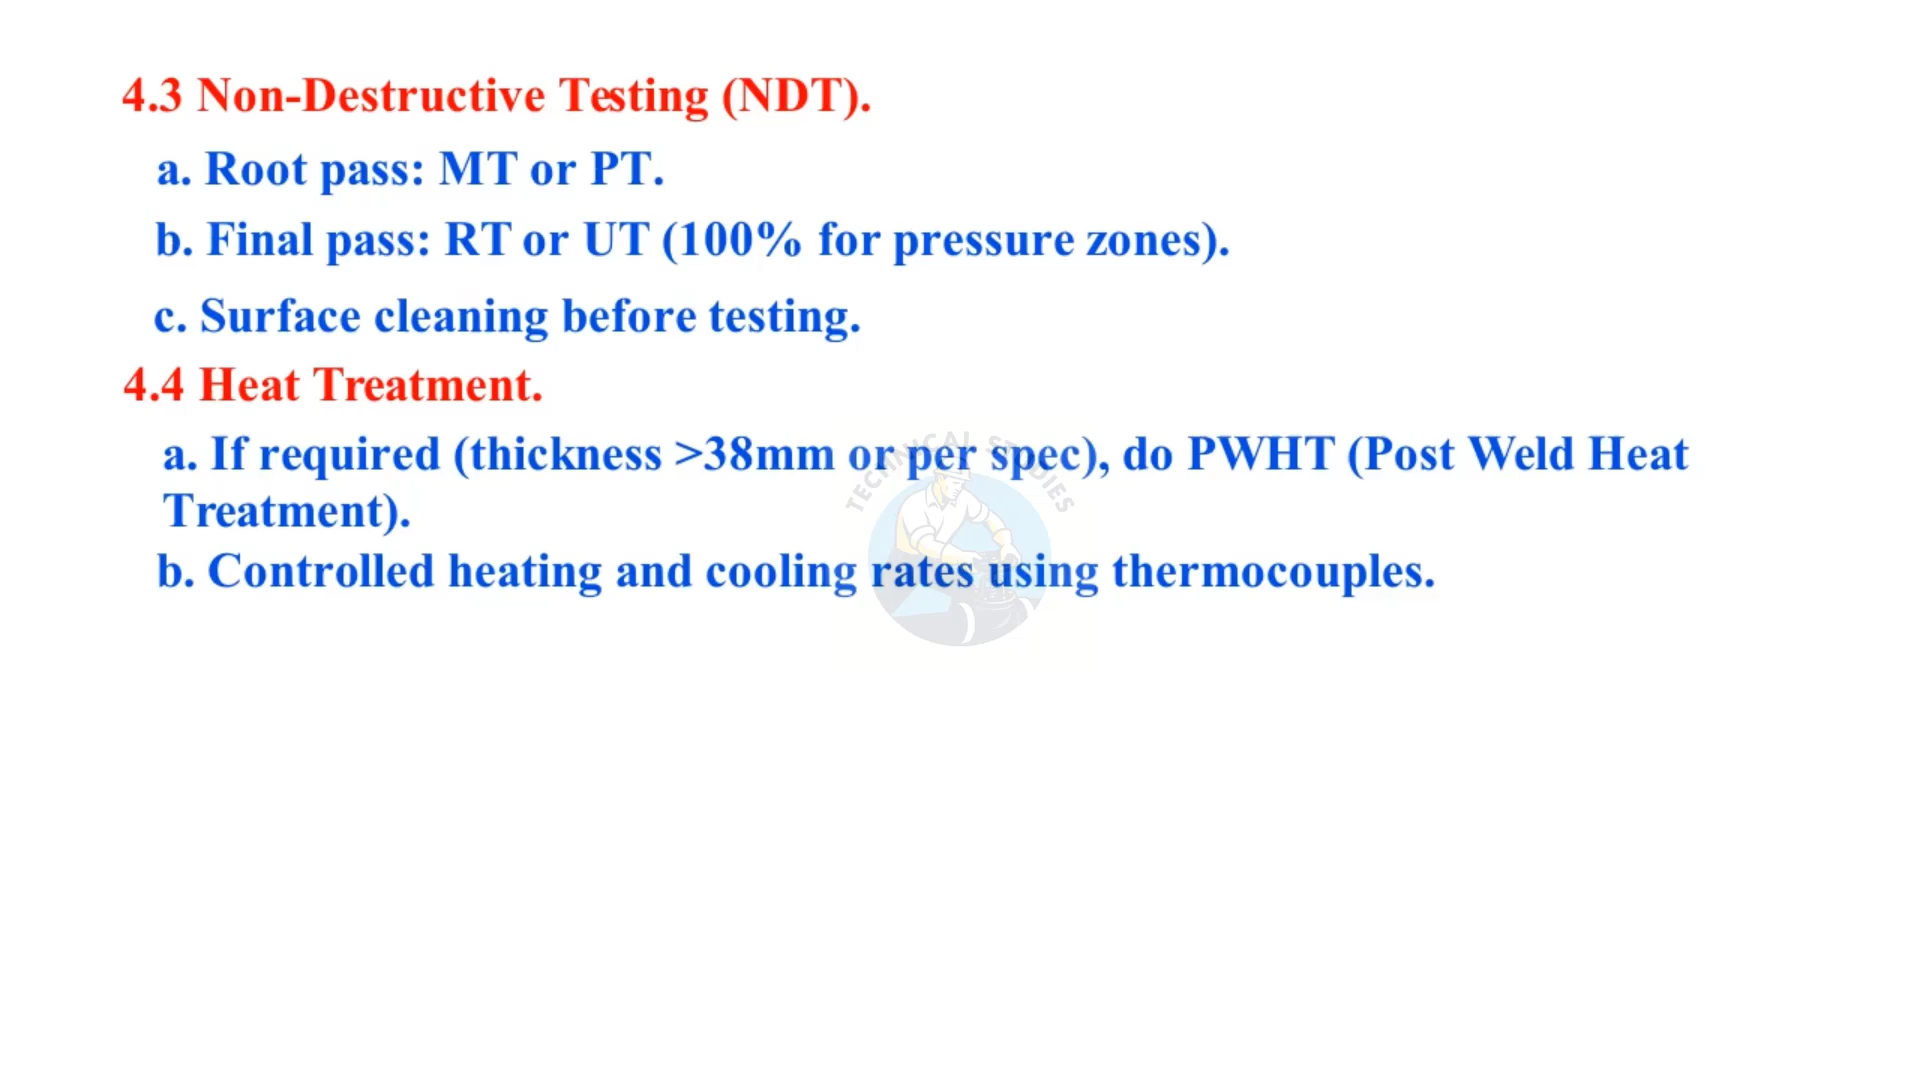 4.3 Non-Destructive Testing (NDT).
a. Root pass: MT or PT.
b. Final pass: RT or UT (100% for pressure zones).
c. Surface cleaning before testing.
4.4 Heat Treatment.
a. If required (thickness >38mm or per spec), do PWHT (Post Weld Heat
Treatment).
b. Controlled heating and cooling rates using thermocouples.
TECHNICAL STUDIES